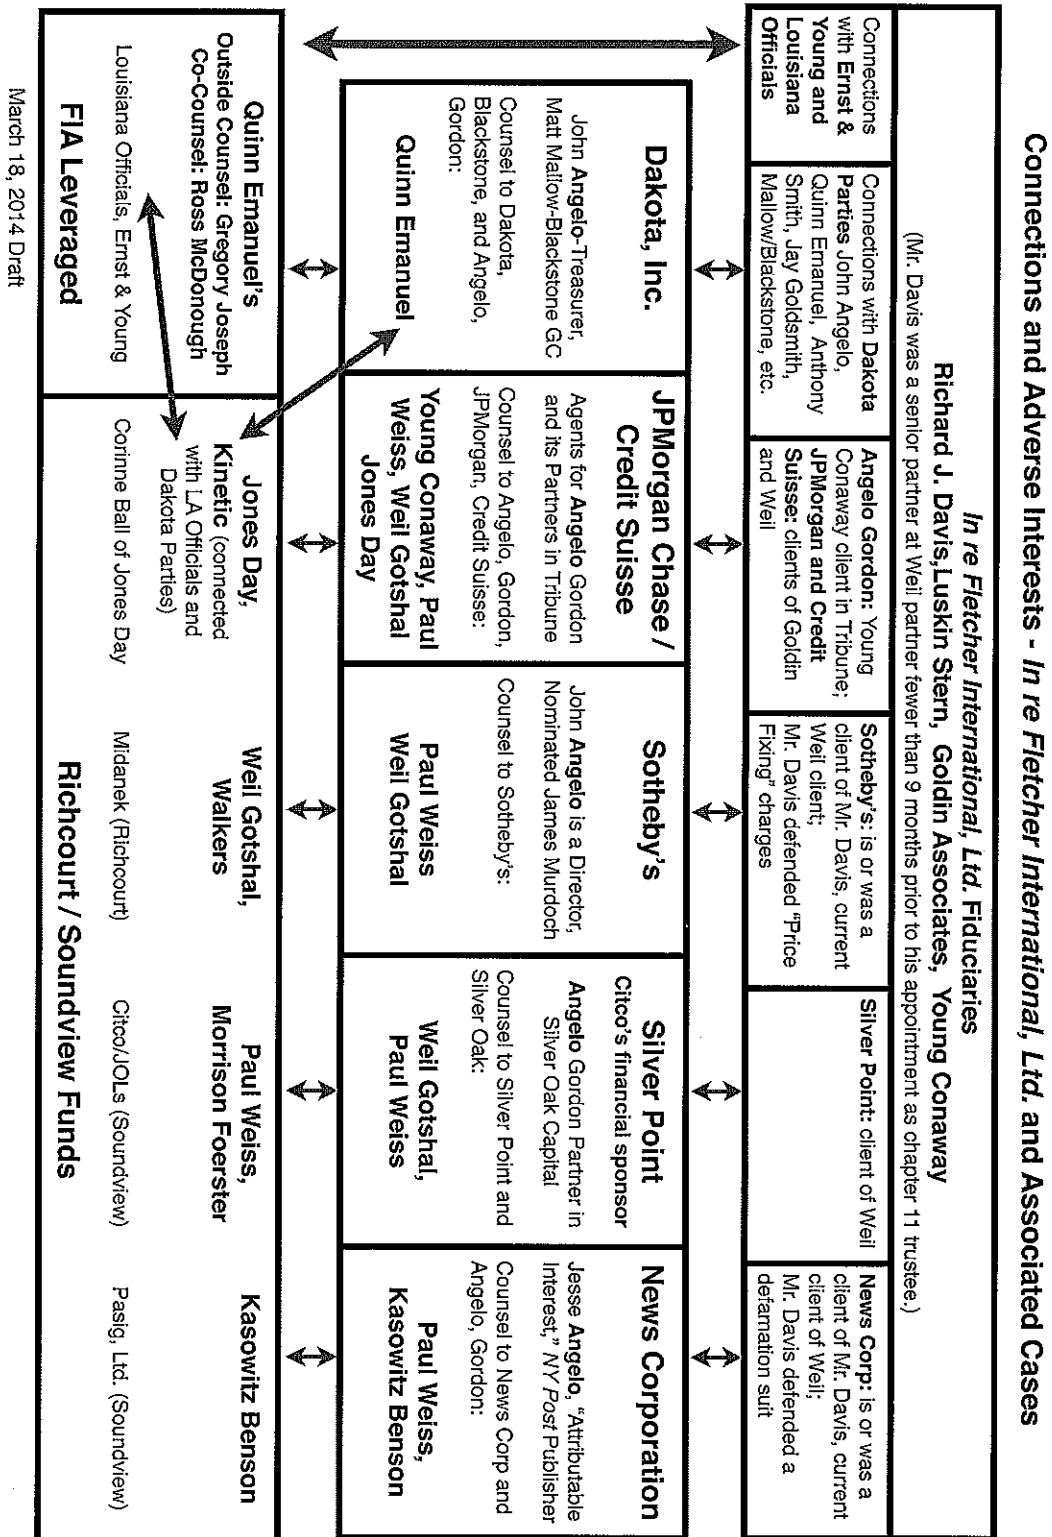 Connections and Adverse Interests - In re Fletcher International, Ltd. and Associated Cases
In re Fletcher International, Ltd. Fiduciaries
Richard J. Davis, Luskin Stern, Goldin Associates, Young Conaway
(Mr. Davis was a senior partner at Weil partner fewer than 9 months prior to his appointment as chapter 11 trustee.)
Connections
with Ernst &
Young and
Louisiana
Officials
Connections with Dakota
Parties John Angelo,
Quinn Emanuel, Anthony
Smith, Jay Goldsmith,
Mallow/Blackstone, etc.
Angelo Gordon: Young
Conaway client in Tribune;
JPMorgan and Credit
Suisse: clients of Goldin
and Weil
Sotheby's: is or was a
client of Mr. Davis, current
Weil client;
Mr. Davis defended "Price
Fixing" charges
Silver Point: client of Weil
News Corp: is or was a
client of Mr. Davis, current
client of Weil;
Mr. Davis defended a
defamation suit
Dakota, Inc.
John Angelo-Treasurer,
Matt Mallow-Blackstone GC
Counsel to Dakota,
Blackstone, and Angelo,
Gordon:
Quinn Emanuel
JPMorgan Chase /
Credit Suisse
Agents for Angelo Gordon
and its Partners in Tribune
Counsel to Angelo, Gordon,
JPMorgan, Credit Suisse:
Young Conaway, Paul
Weiss, Weil Gotshal
Jones Day
Sotheby's
John Angelo is a Director,
Nominated James Murdoch
Counsel to Sotheby's:
Paul Weiss
Weil Gotshal
Silver Point
Citco's financial sponsor
Angelo Gordon Partner in
Silver Oak Capital
Counsel to Silver Point and
Silver Oak:
Weil Gotshal,
Paul Weiss
News Corporation
Jesse Angelo, "Attributable
Interest," NY Post Publisher
Counsel to News Corp and
Angelo, Gordon:
Paul Weiss,
Kasowitz Benson
Quinn Emanuel's
Outside Counsel: Gregory Joseph
Co-Counsel: Ross McDonough
Louisiana Officials, Ernst & Young
FIA Leveraged
Jones Day,
Kinetic (connected
with LA Officials and
Dakota Parties)
Corinne Ball of Jones Day
Weil Gotshal,
Walkers
Midanek (Richcourt)
Paul Weiss,
Morrison Foerster
Citco/JOLs (Soundview)
Kasowitz Benson
Pasig, Ltd. (Soundview)
Richcourt / Soundview Funds
March 18, 2014 Draft